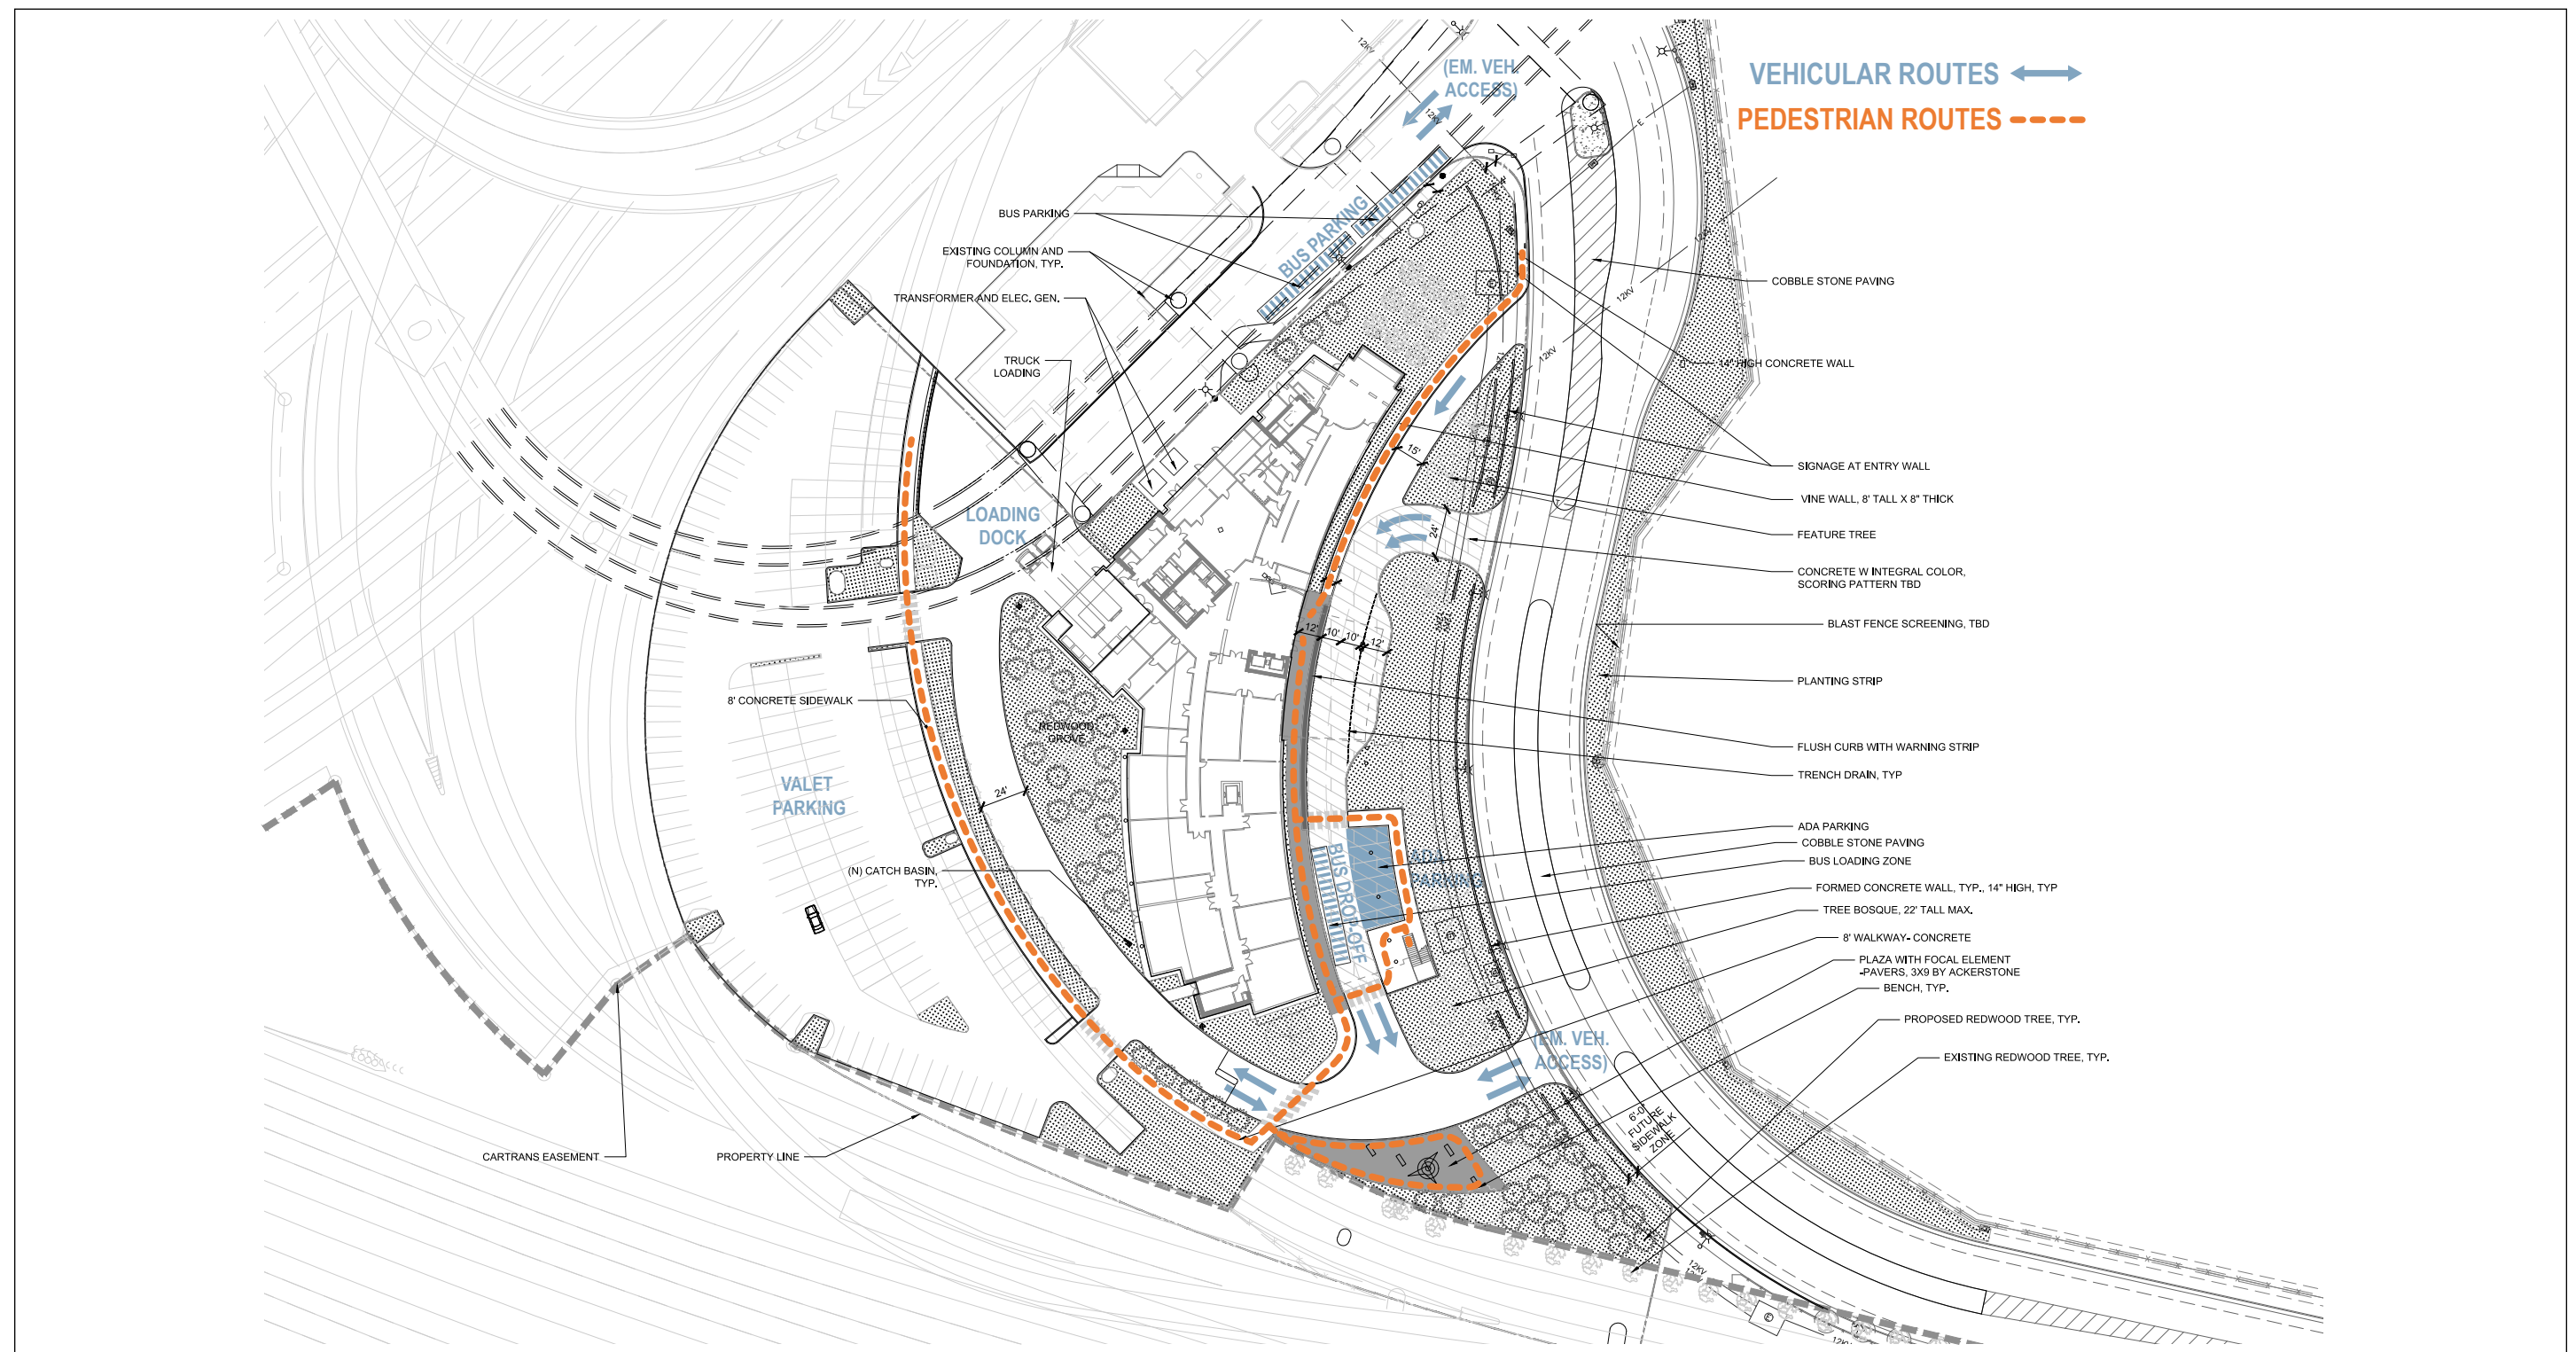 VEHICULAR ROUTES
PEDESTRIAN ROUTES
(EM. VEH.
ACCESS)
12KV
12KV
BUS PARKING
BUS PARKING
EXISTING COLUMN AND
FOUNDATION, TYP.
TRANSFORMER AND ELEC. GEN.
TRUCK
LOADING
LOADING
DOCK
8' CONCRETE SIDEWALK
REDWOOD
GROVE
VALET
PARKING
24'
(N) CATCH BASIN,
TYP.
CARTRANS EASEMENT
PROPERTY LINE
12KV
12KV
12KV
E
15'
24'
12'
10'
10'
12'
BUS DROP-OFF
ADA
PARKING
(EM. VEH.
ACCESS)
6'-0"
FUTURE
SIDEWALK
ZONE
12KV
12KV
COBBLE STONE PAVING
14" HIGH CONCRETE WALL
SIGNAGE AT ENTRY WALL
VINE WALL, 8' TALL X 8" THICK
FEATURE TREE
CONCRETE W INTEGRAL COLOR,
SCORING PATTERN TBD
BLAST FENCE SCREENING, TBD
PLANTING STRIP
FLUSH CURB WITH WARNING STRIP
TRENCH DRAIN, TYP
ADA PARKING
COBBLE STONE PAVING
BUS LOADING ZONE
FORMED CONCRETE WALL, TYP., 14" HIGH, TYP
TREE BOSQUE, 22' TALL MAX.
8' WALKWAY- CONCRETE
PLAZA WITH FOCAL ELEMENT
-PAVERS, 3X9 BY ACKERSTONE
BENCH, TYP.
PROPOSED REDWOOD TREE, TYP.
EXISTING REDWOOD TREE, TYP.